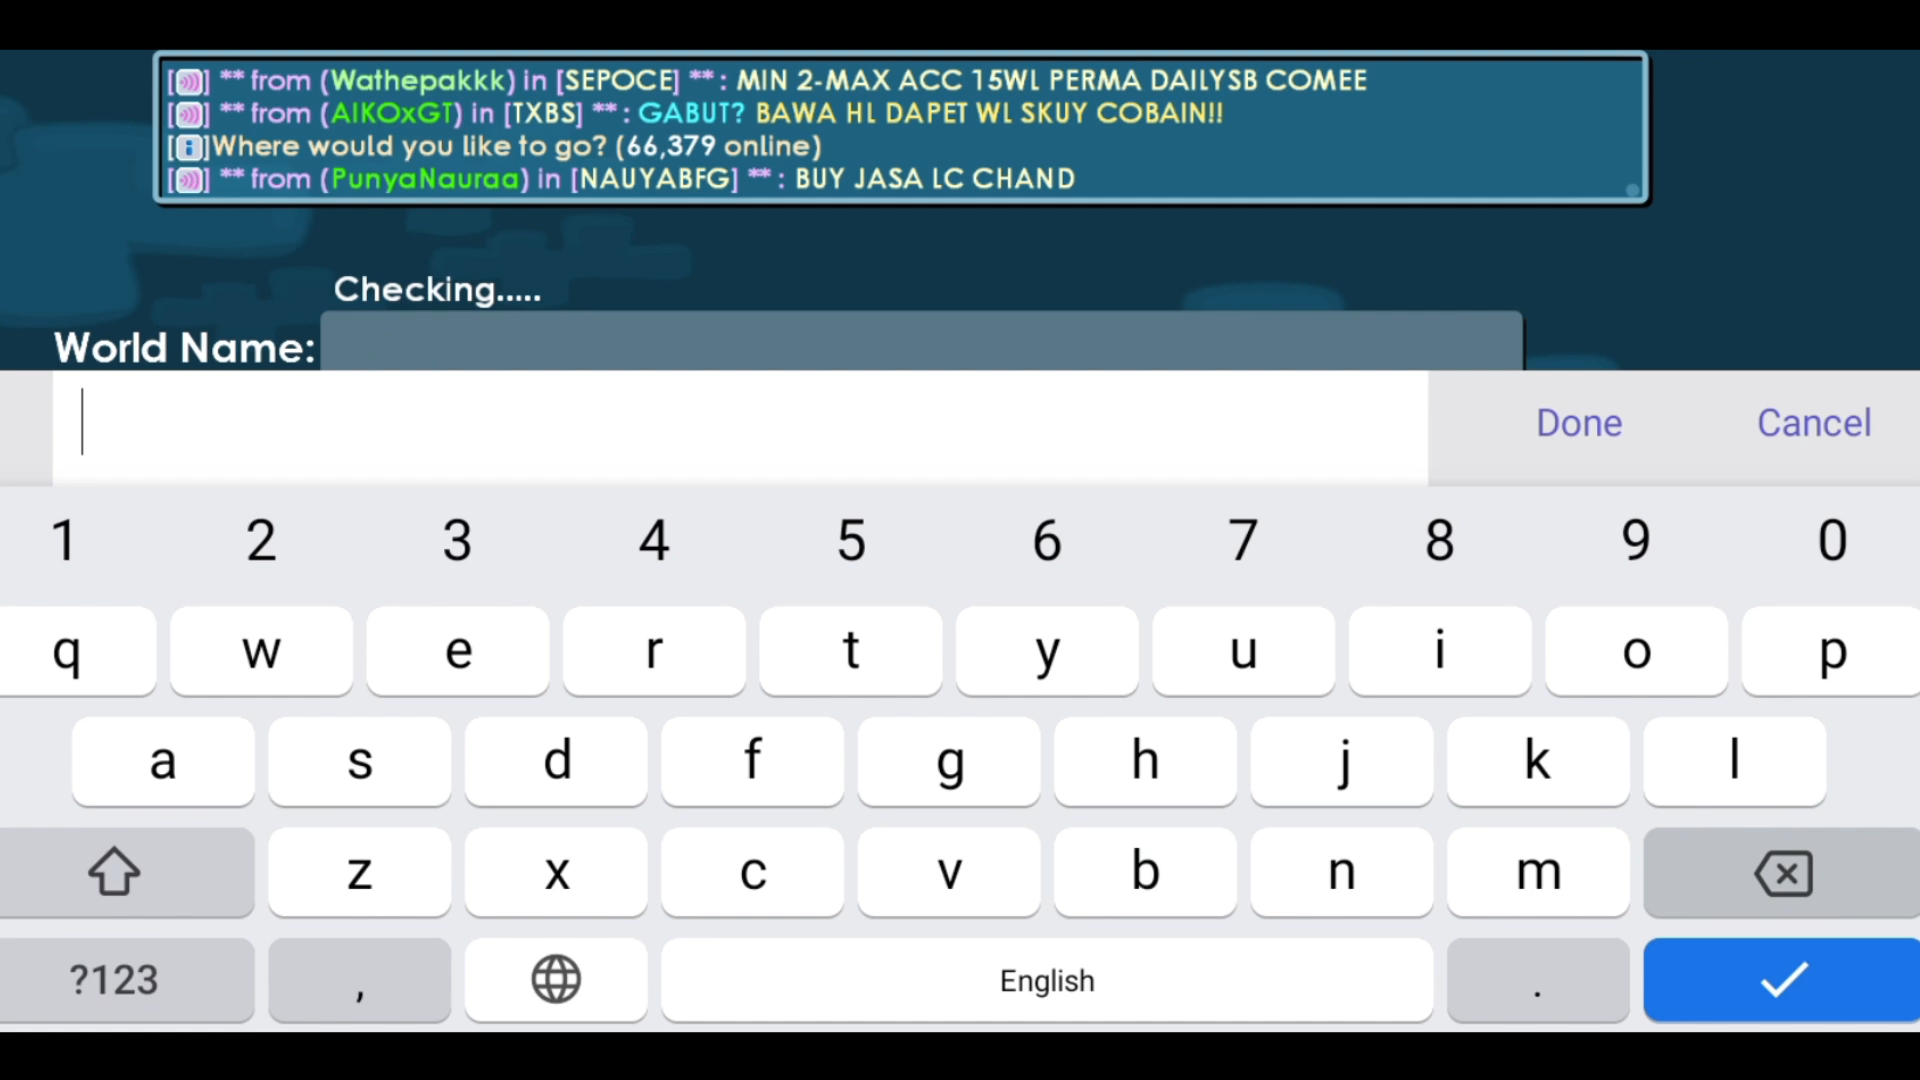 [] ** from (Wathepakkk) in [SEPOCE] ** : MIN 2-MAX ACC 15WL PERMA DAILYSB COMEE
[] ** from (AIKOxGT) in [TXBS] ** : GABUT? BAWA HL DAPET WL SKUY COBAIN!!
[i]Where would you like to go? (66,379 online)
[] ** from (PunyaNauraa) in [NAUYABFG] ** : BUY JASA LC CHAND
Checking.....
World Name:
Done Cancel
1 2 3 4 5 6 7 8 9 0
q w e r t y u i o p
a s d f g h j k l
z x c v b n m
?123 , English .